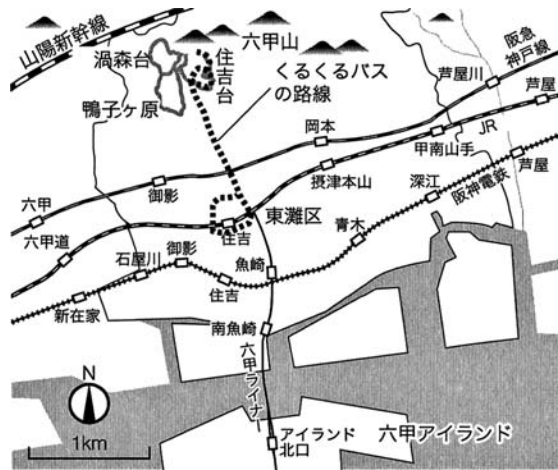 山陽新幹線
六甲山
渦森台
住吉台
鴨子ヶ原
くるくるバス
の路線
阪急
神戸線
芦屋川
芦屋
JR
岡本
甲南山手
摂津本山
芦屋
御影
深江
阪神電鉄
六甲
東灘区
六甲道
住吉
青木
御影
石屋川
魚崎
住吉
新在家
南魚崎
六甲ライナー
N
1km
アイランド
北口
六甲アイランド